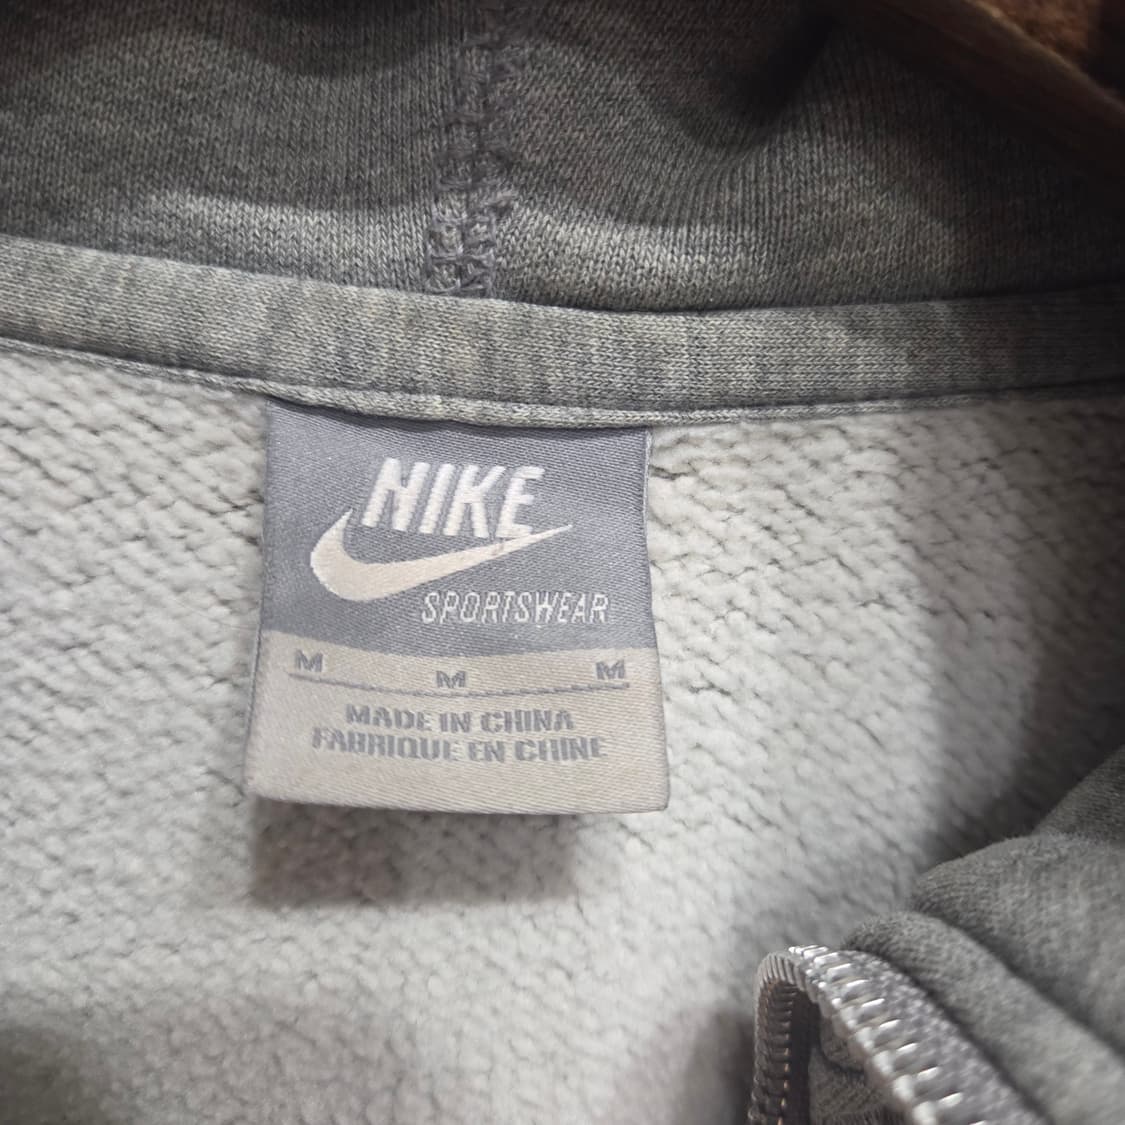 NIKE
SPORTSWEAR
M M M
MADE IN CHINA
FABRIQUE EN CHINE